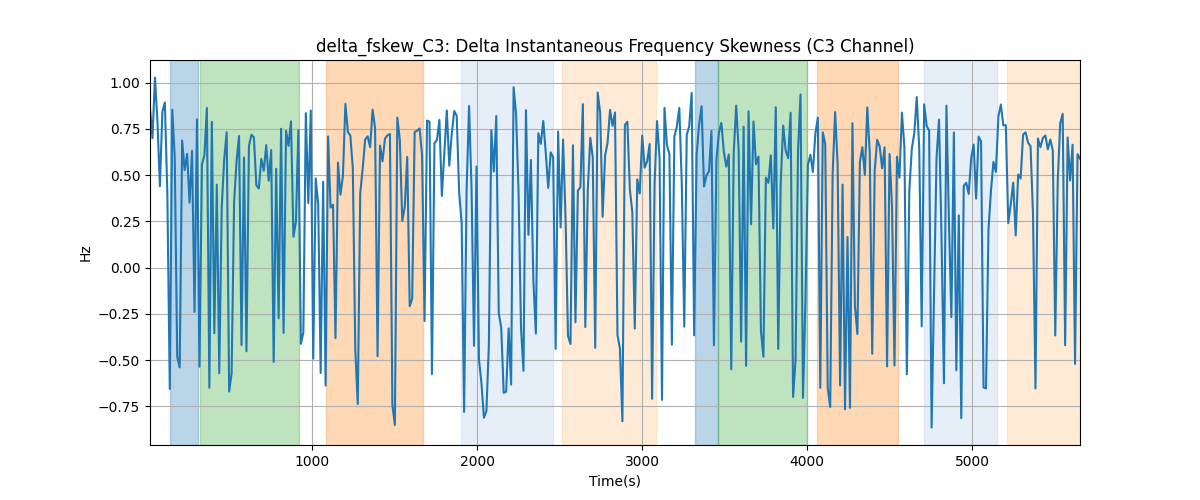 delta_fskew_C3: Delta Instantaneous Frequency Skewness (C3 Channel)
1.00
0.75
0.50
0.25
0.00
−0.25
−0.50
−0.75
Hz
1000 2000 3000 4000 5000
Time(s)